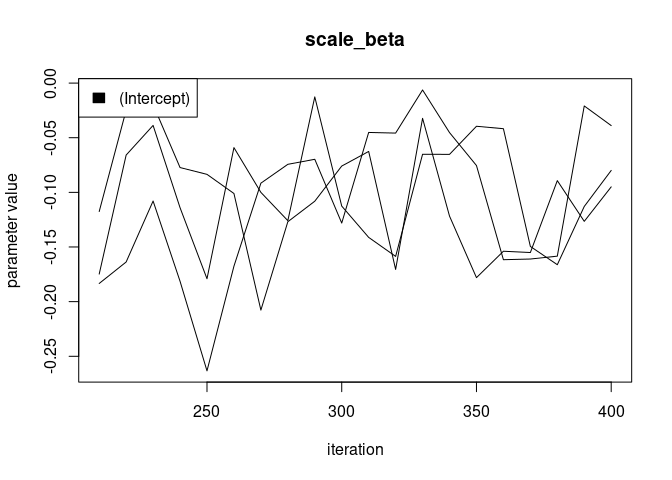 scale_beta
(Intercept)
parameter value
0.00
-0.05
-0.10
-0.15
-0.20
-0.25
250 300 350 400
iteration